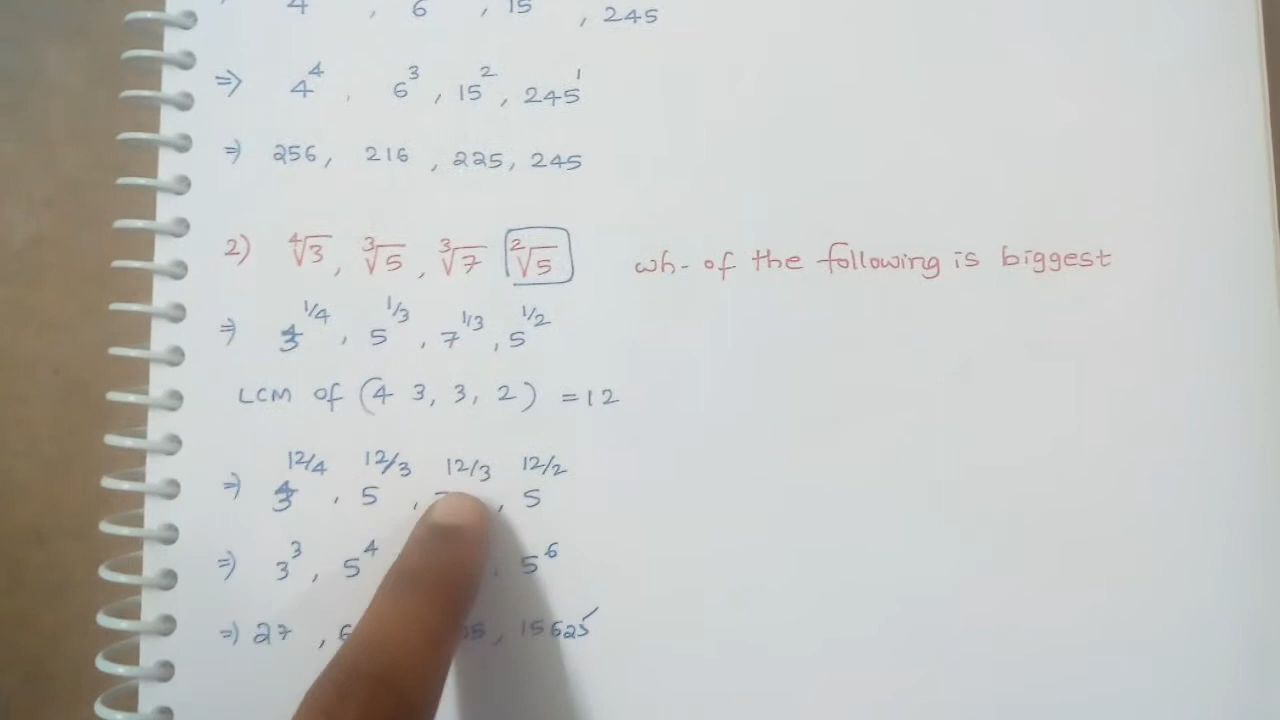 4 , 6 , 15 , 245
⇒ 4⁴ , 6³ , 15² , 245¹
⇒ 256, 216 , 225, 245
2) ⁴√3, ³√5, ³√7 ²√5 wh- of the following is biggest
⇒ 3^1/4 , 5^1/3 , 7^1/3 , 5^1/2
LCM of (4 3, 3, 2) = 12
⇒ 3^12/4 , 5^12/3 , ^12/3 , 5^12/2
⇒ 3³, 5⁴ , 5⁶
⇒ 27 , 6 5, 15625